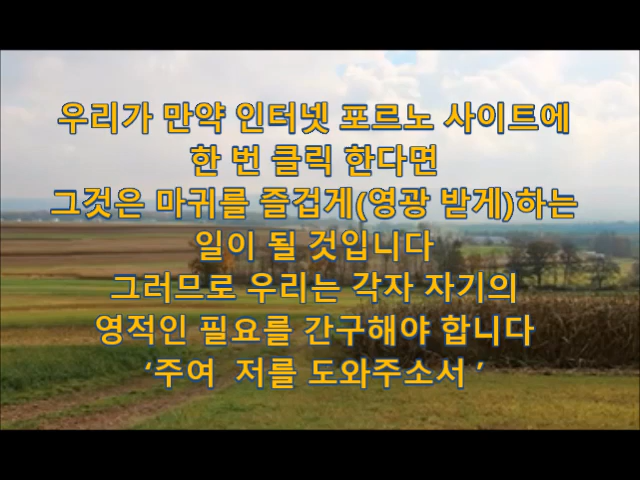 우리가 만약 인터넷 포르노 사이트에
한 번 클릭 한다면
그것은 마귀를 즐겁게(영광 받게)하는
일이 될 것입니다
그러므로 우리는 각자 자기의
영적인 필요를 간구해야 합니다
‘주여  저를 도와주소서 ’